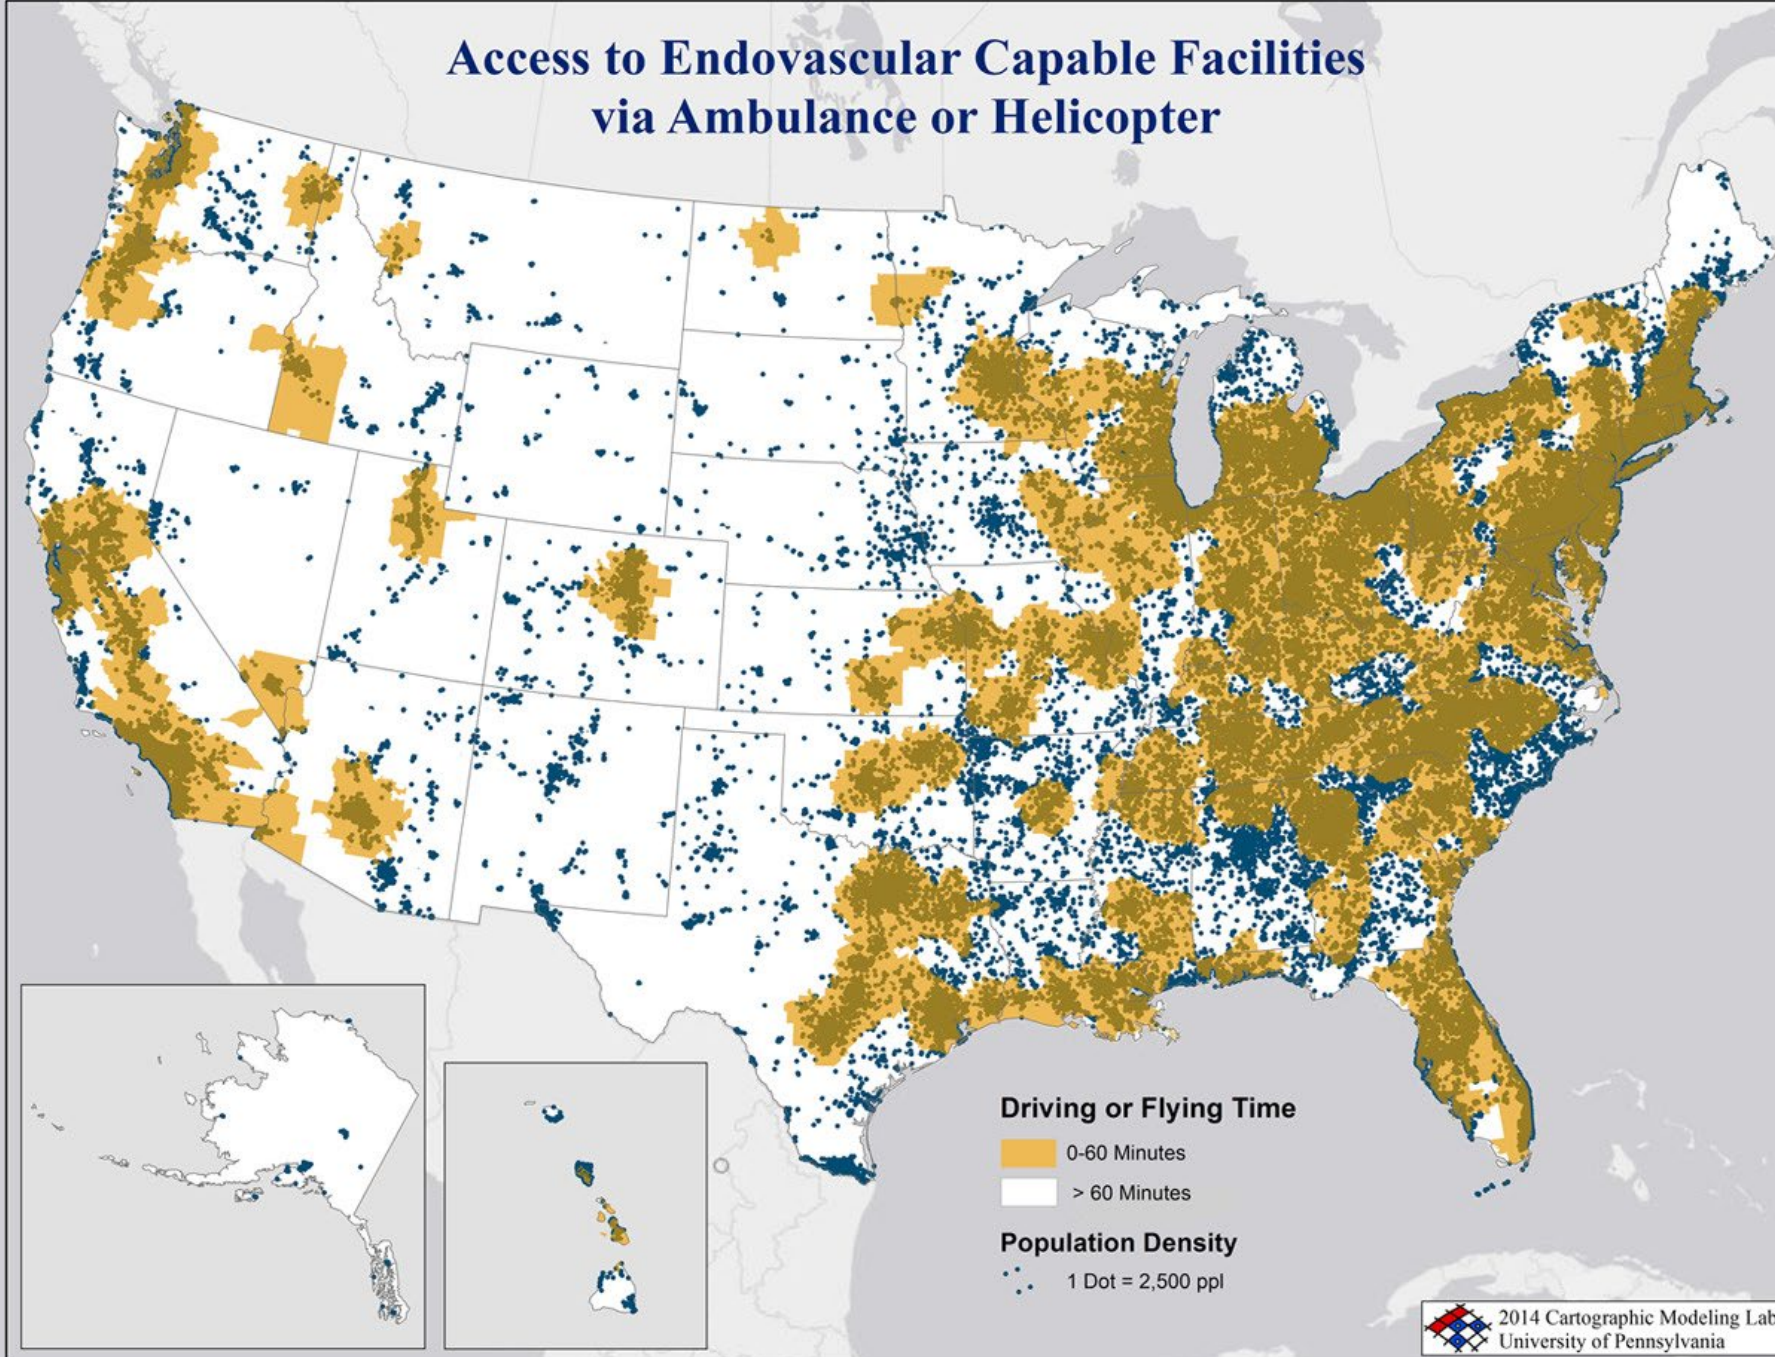 Access to Endovascular Capable Facilities
via Ambulance or Helicopter
Driving or Flying Time
0-60 Minutes
> 60 Minutes
Population Density
1 Dot = 2,500 ppl
2014 Cartographic Modeling Lab
University of Pennsylvania